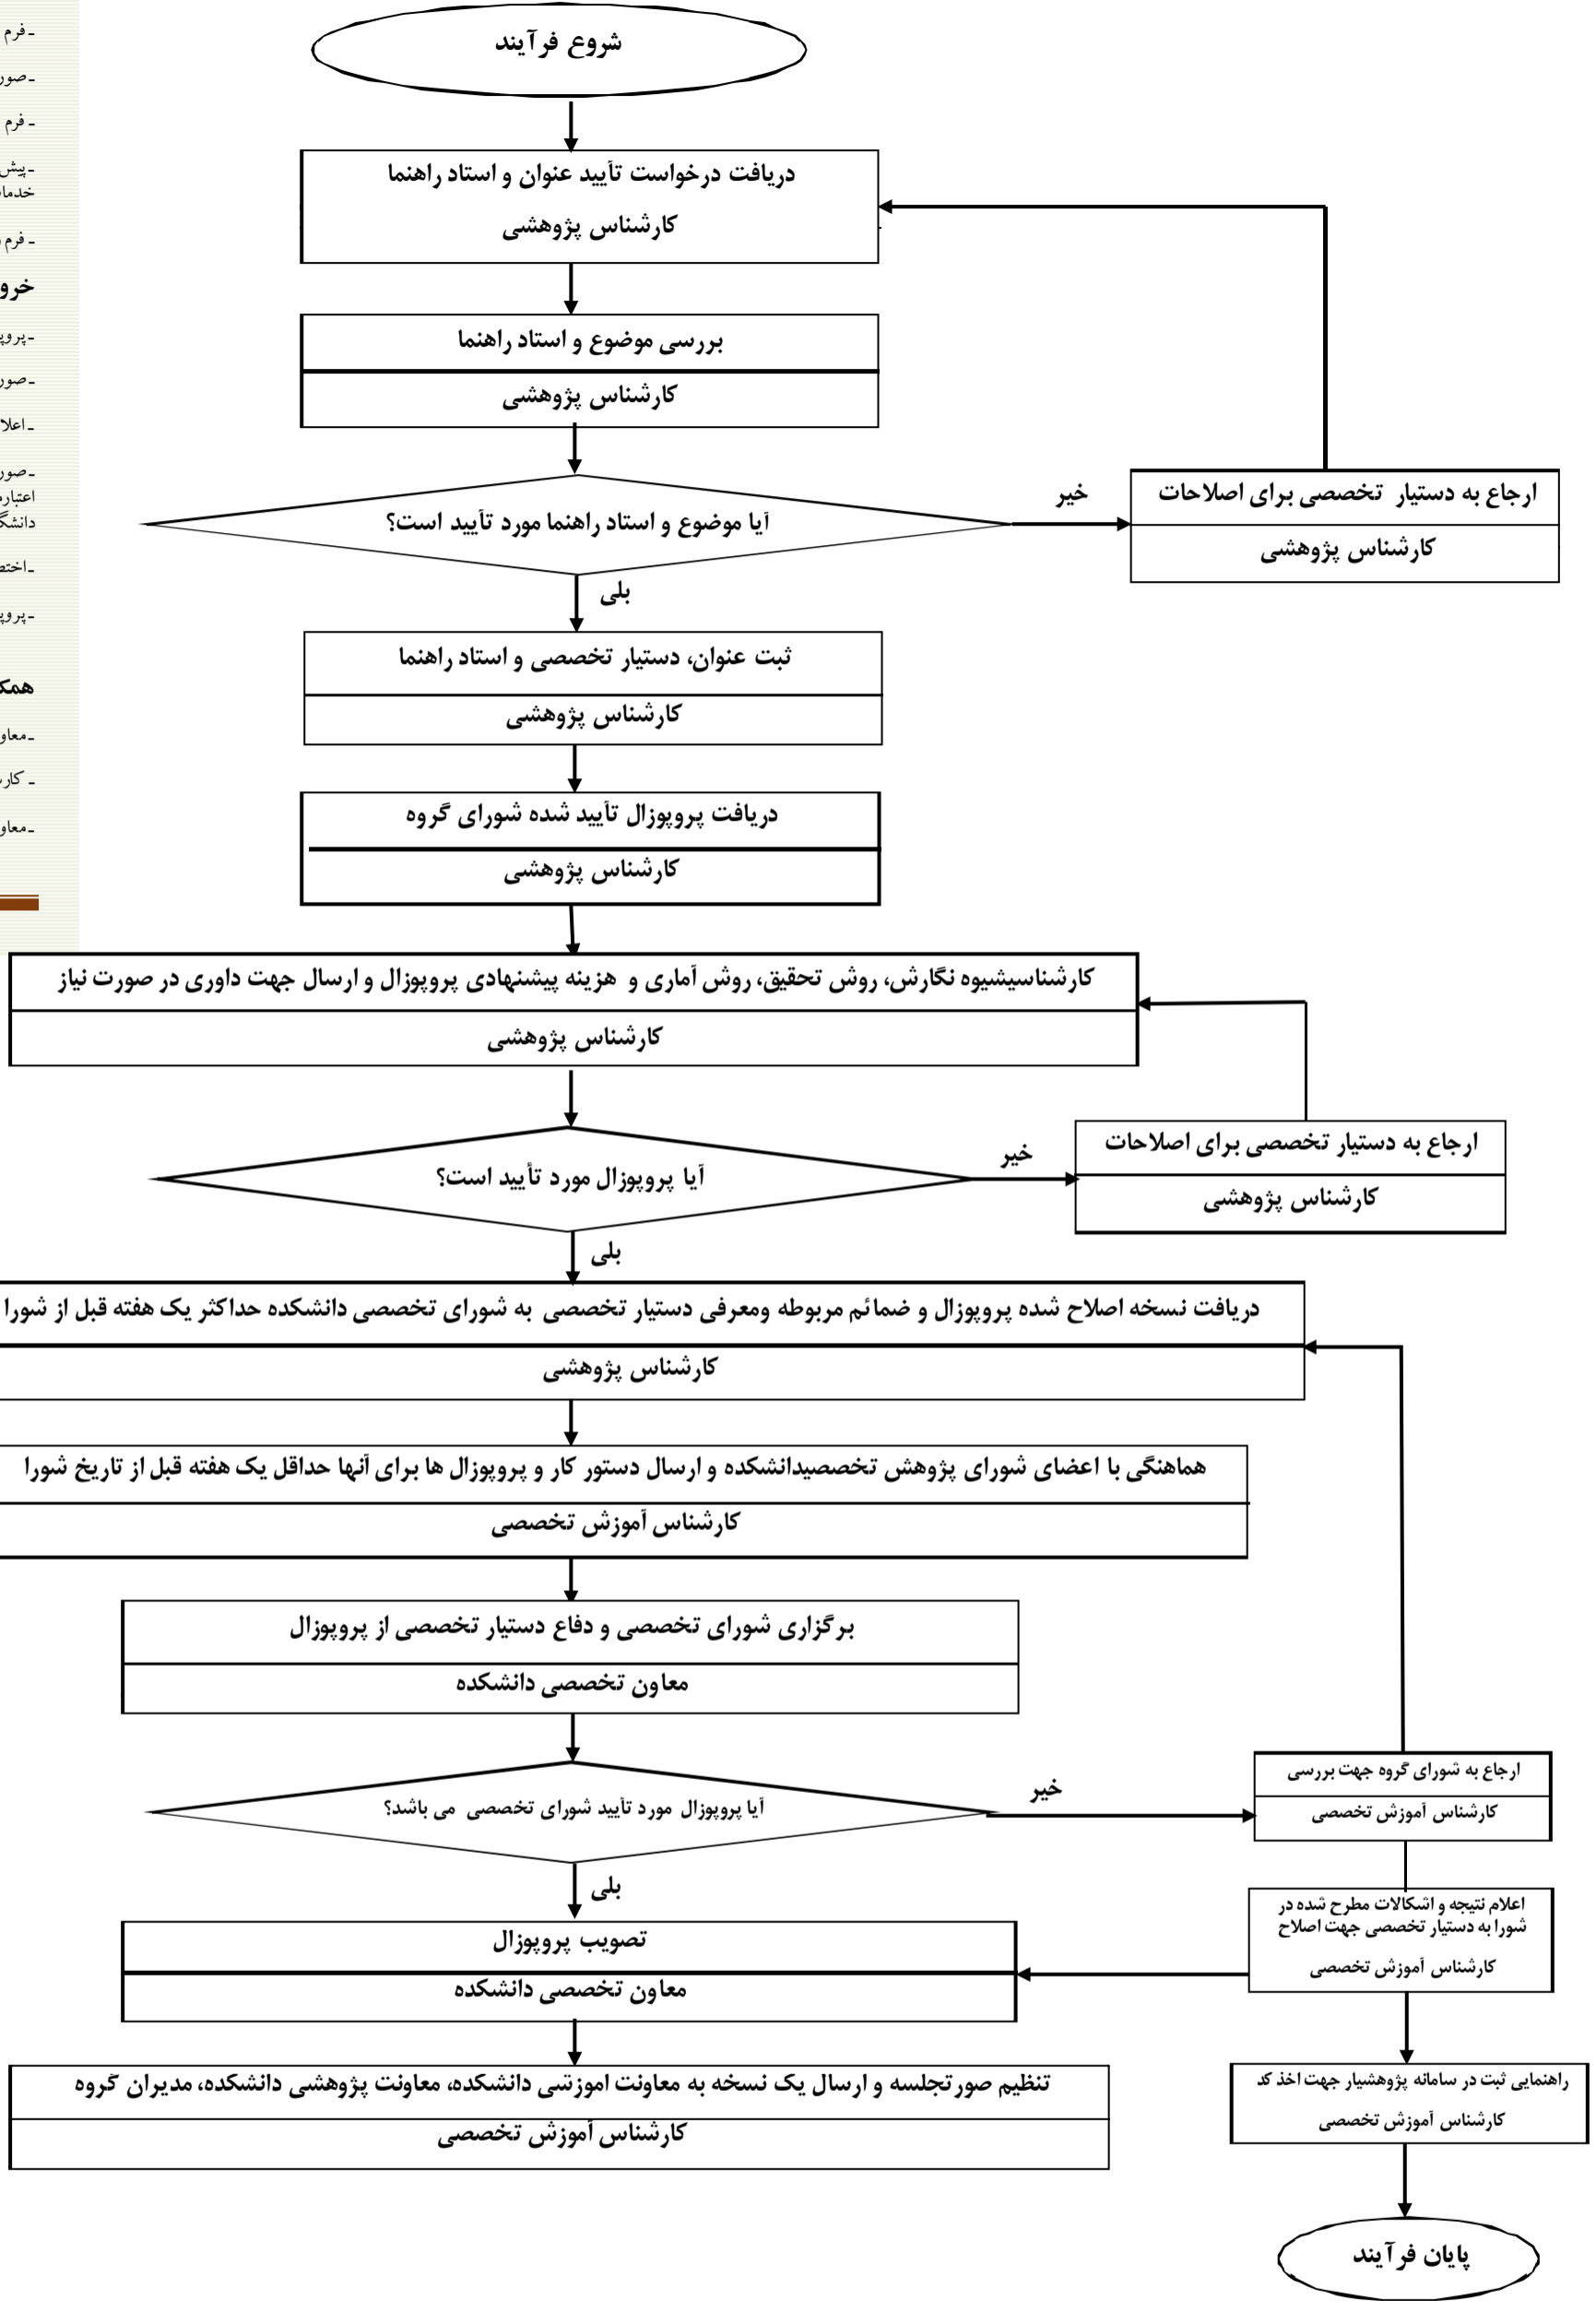 شروع فرآیند
دریافت درخواست تأیید عنوان و استاد راهنما
کارشناس پژوهشی
بررسی موضوع و استاد راهنما
کارشناس پژوهشی
آیا موضوع و استاد راهنما مورد تأیید است؟
خیر
ارجاع به دستیار تخصصی برای اصلاحات
کارشناس پژوهشی
بلی
ثبت عنوان، دستیار تخصصی و استاد راهنما
کارشناس پژوهشی
دریافت پروپوزال تأیید شده شورای گروه
کارشناس پژوهشی
کارشناسیشیوه نگارش، روش تحقیق، روش آماری و هزینه پیشنهادی پروپوزال و ارسال جهت داوری در صورت نیاز
کارشناس پژوهشی
آیا پروپوزال مورد تأیید است؟
خیر
ارجاع به دستیار تخصصی برای اصلاحات
کارشناس پژوهشی
بلی
دریافت نسخه اصلاح شده پروپوزال و ضمائم مربوطه ومعرفی دستیار تخصصی به شورای تخصصی دانشکده حداکثر یک هفته قبل از شورا
کارشناس پژوهشی
هماهنگی با اعضای شورای پژوهش تخصصیدانشکده و ارسال دستور کار و پروپوزال ها برای آنها حداقل یک هفته قبل از تاریخ شورا
کارشناس آموزش تخصصی
برگزاری شورای تخصصی و دفاع دستیار تخصصی از پروپوزال
معاون تخصصی دانشکده
آیا پروپوزال مورد تأیید شورای تخصصی می باشد؟
خیر
ارجاع به شورای گروه جهت بررسی
کارشناس آموزش تخصصی
بلی
اعلام نتیجه و اشکالات مطرح شده در
شورا به دستیار تخصصی جهت اصلاح
کارشناس آموزش تخصصی
تصویب پروپوزال
معاون تخصصی دانشکده
تنظیم صورتجلسه و ارسال یک نسخه به معاونت اموزشی دانشکده، معاونت پژوهشی دانشکده، مدیران گروه
کارشناس آموزش تخصصی
راهنمایی ثبت در سامانه پژوهشیار جهت اخذ کد
کارشناس آموزش تخصصی
پایان فرآیند
ـ فرم
ـ فرم
ـ فرم